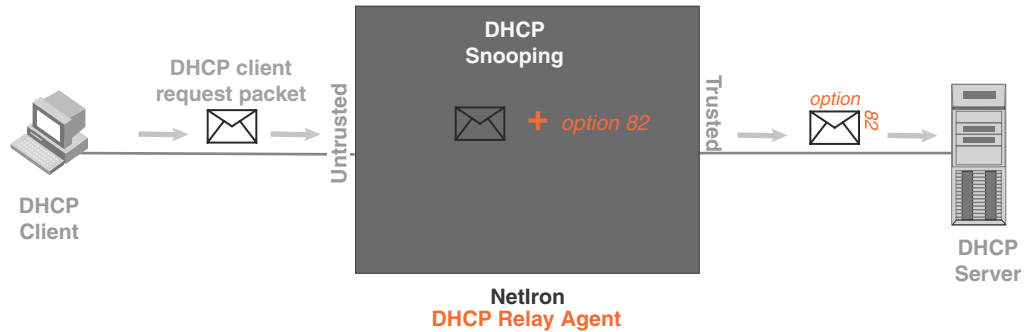 DHCP
Snooping
DHCP client
request packet
Untrusted
+ option 82
Trusted
option
82
DHCP
Client
DHCP
Server
NetIron
DHCP Relay Agent